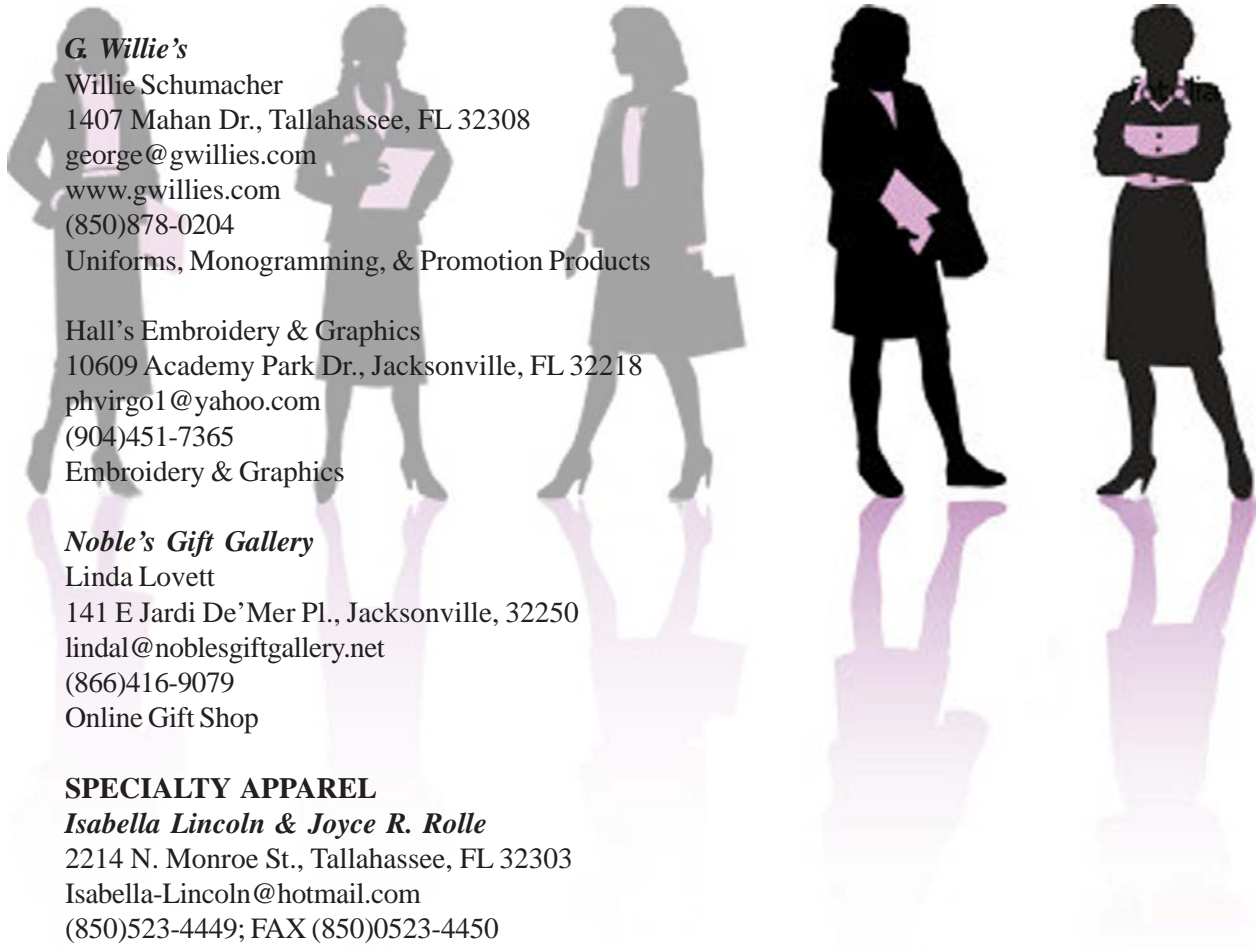 G. Willie's
Willie Schumacher
1407 Mahan Dr., Tallahassee, FL 32308
george@gwillies.com
www.gwillies.com
(850)878-0204
Uniforms, Monogramming, & Promotion Products
Hall's Embroidery & Graphics
10609 Academy Park Dr., Jacksonville, FL 32218
phvirgo1@yahoo.com
(904)451-7365
Embroidery & Graphics
Noble's Gift Gallery
Linda Lovett
141 E Jardi De'Mer Pl., Jacksonville, 32250
lindal@noblesgiftgallery.net
(866)416-9079
Online Gift Shop
SPECIALTY APPAREL
Isabella Lincoln & Joyce R. Rolle
2214 N. Monroe St., Tallahassee, FL 32303
Isabella-Lincoln@hotmail.com
(850)523-4449; FAX (850)0523-4450